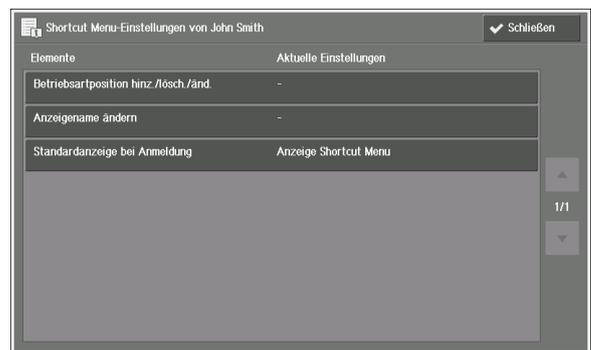 Shortcut Menu-Einstellungen von John Smith
Schließen
Elemente Aktuelle Einstellungen
Betriebsartposition hinz./lösch./änd. -
Anzeigename ändern -
Standardanzeige bei Anmeldung Anzeige Shortcut Menu
1/1